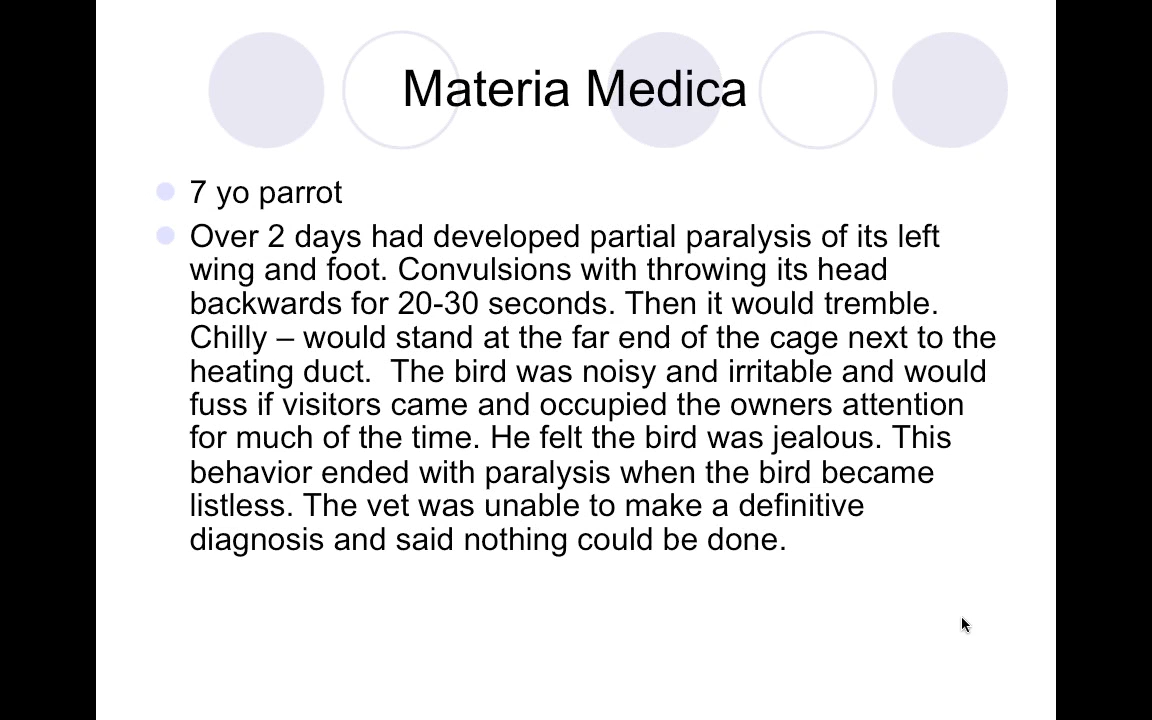 Materia Medica
7 yo parrot
Over 2 days had developed partial paralysis of its left
wing and foot. Convulsions with throwing its head
backwards for 20-30 seconds. Then it would tremble.
Chilly – would stand at the far end of the cage next to the
heating duct.  The bird was noisy and irritable and would
fuss if visitors came and occupied the owners attention
for much of the time. He felt the bird was jealous. This
behavior ended with paralysis when the bird became
listless. The vet was unable to make a definitive
diagnosis and said nothing could be done.